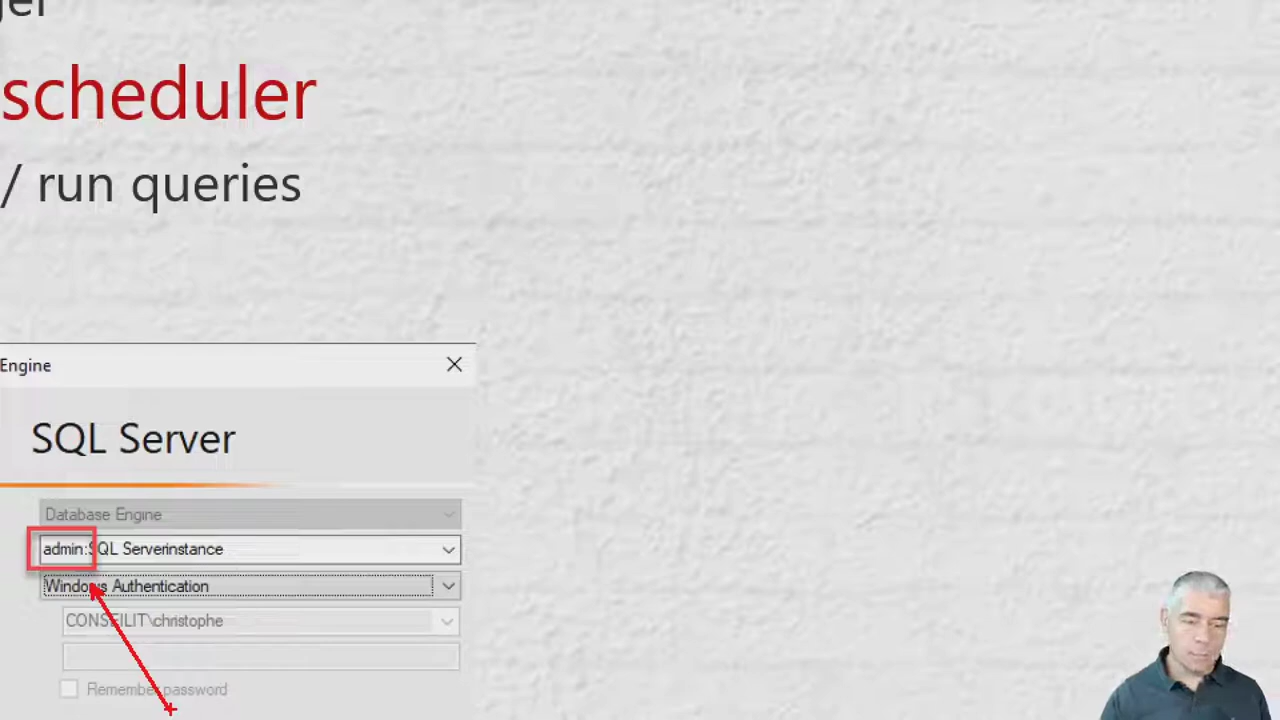 scheduler
/ run queries
Engine
SQL Server
Database Engine
admin:SQL Serverinstance
Windows Authentication
CONSEILIT\christophe
Remember password